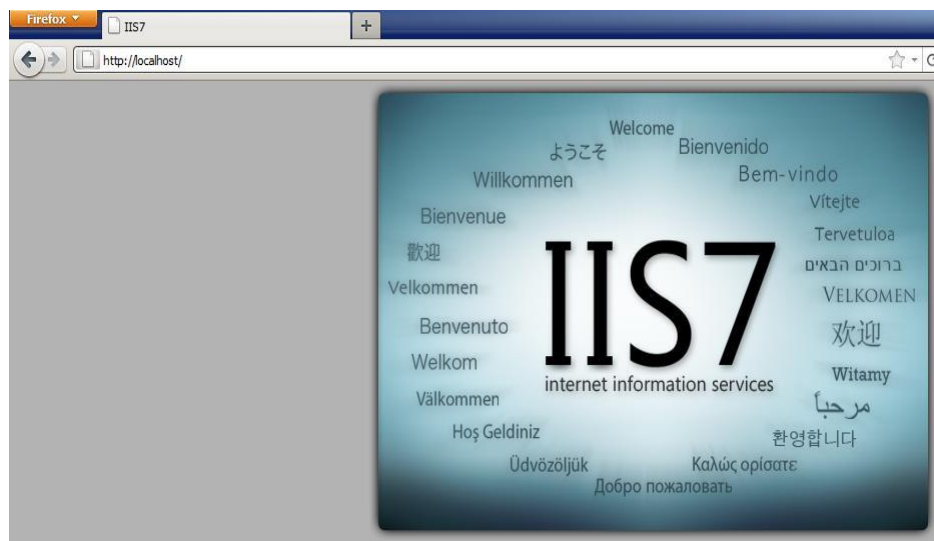 Firefox
IIS7
+
http://localhost/
Welcome
ようこそ
Bienvenido
Willkommen
Bem-vindo
Bienvenue
Vítejte
歡迎
Tervetuloa
ברוכים הבאים
Velkommen
VELKOMEN
IIS7
Benvenuto
欢迎
Welkom
Witamy
internet information services
Välkommen
مرحباً
Hoş Geldiniz
환영합니다
Üdvözöljük
Καλώς ορίσατε
Добро пожаловать